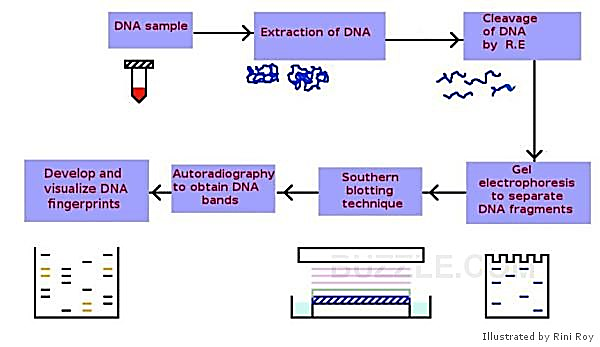 DNA sample
Extraction of DNA
Cleavage
of DNA
by R.E
Develop and
visualize DNA
fingerprints
Autoradiography
to obtain DNA
bands
Southern
blotting
technique
Gel
electrophoresis
to separate
DNA fragments
BUZZLE.COM
Illustrated by Rini Roy